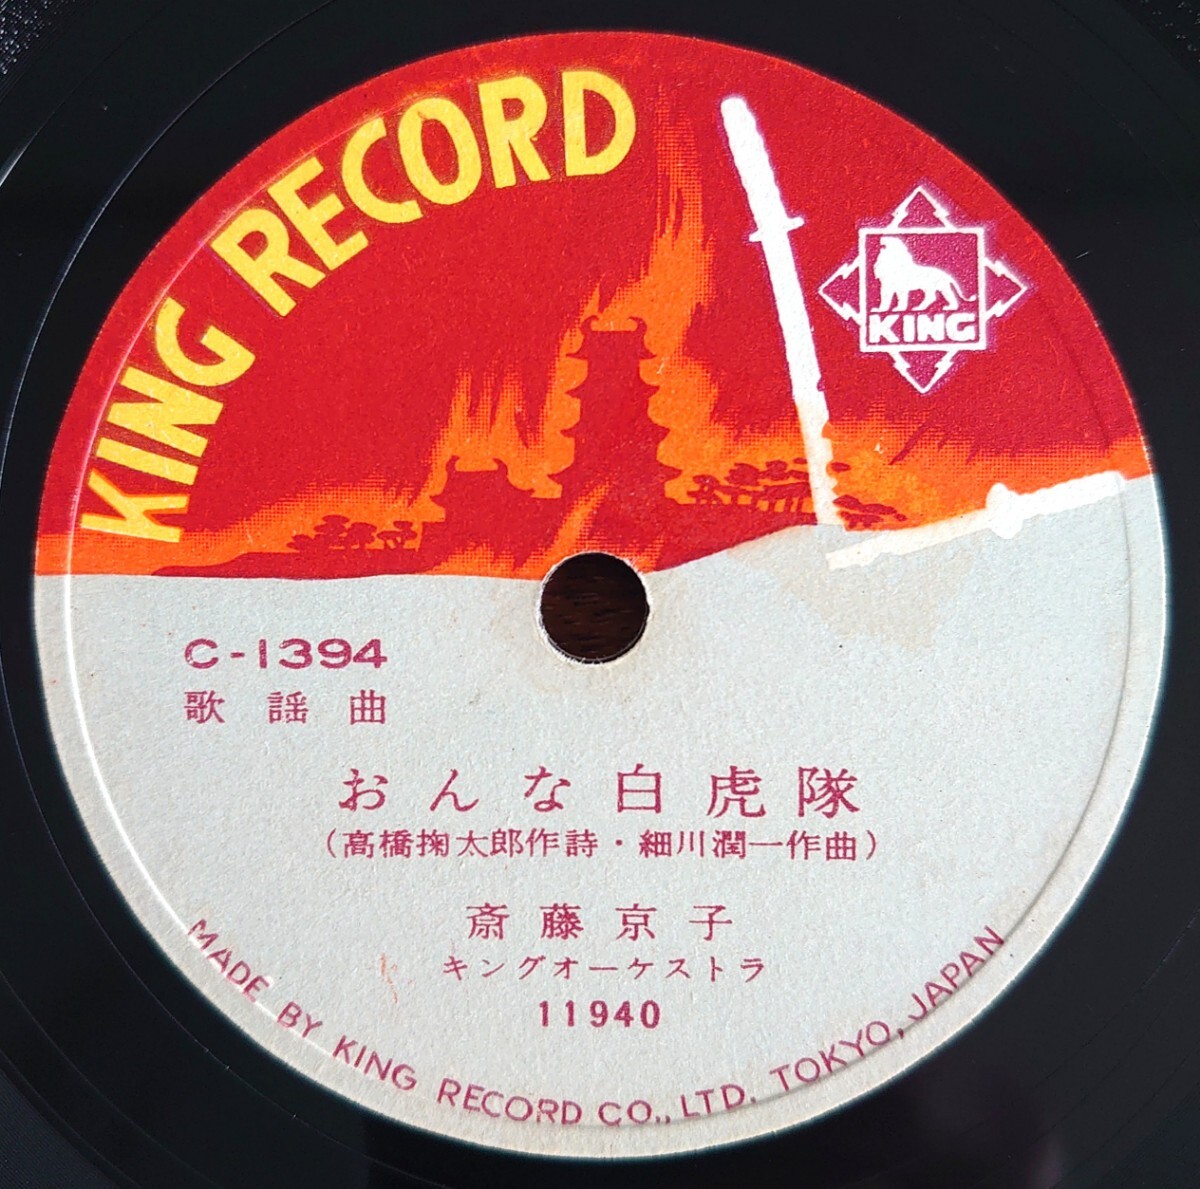 KING RECORD
KING
C-1394
歌謡曲
おんな白虎隊
(高橋掬太郎作詩・細川潤一作曲)
斎藤京子
キングオーケストラ
11940
MADE BY KING RECORD CO., LTD. TOKYO, JAPAN